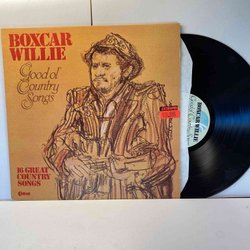 BOXCAR
WILLIE
Good ol'
Country
Songs
16 GREAT
COUNTRY
SONGS